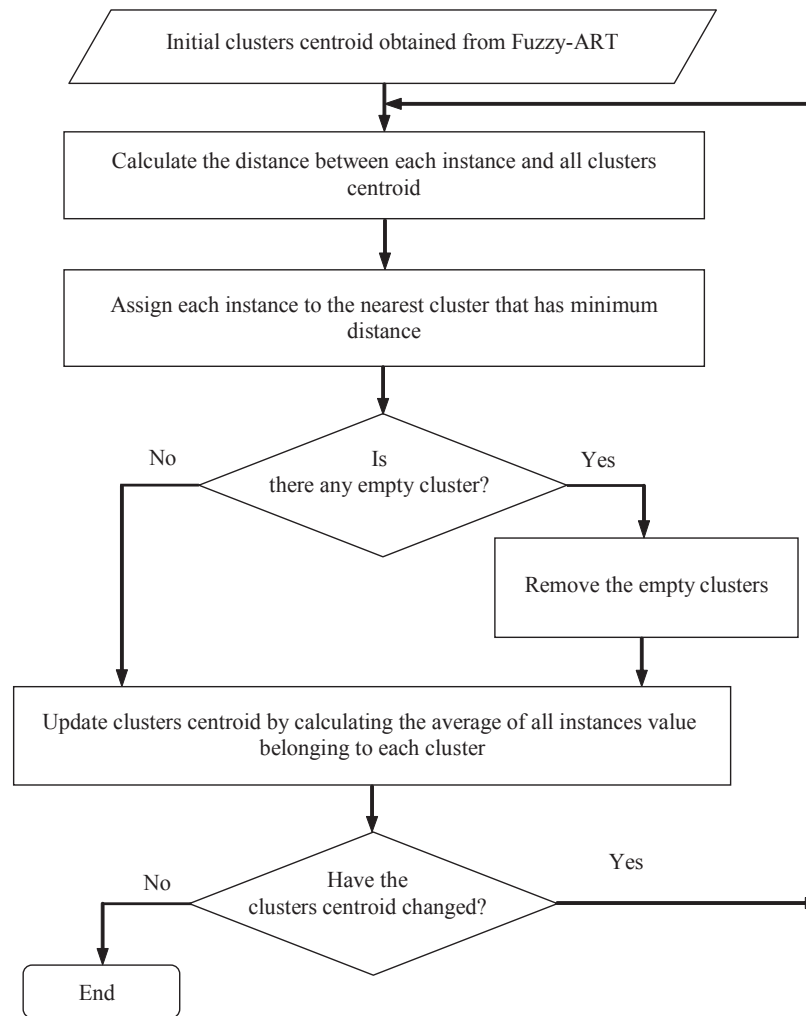 Initial clusters centroid obtained from Fuzzy-ART
Calculate the distance between each instance and all clusters
centroid
Assign each instance to the nearest cluster that has minimum
distance
No
Is
there any empty cluster?
Yes
Remove the empty clusters
Update clusters centroid by calculating the average of all instances value
belonging to each cluster
No
Have the
clusters centroid changed?
Yes
End